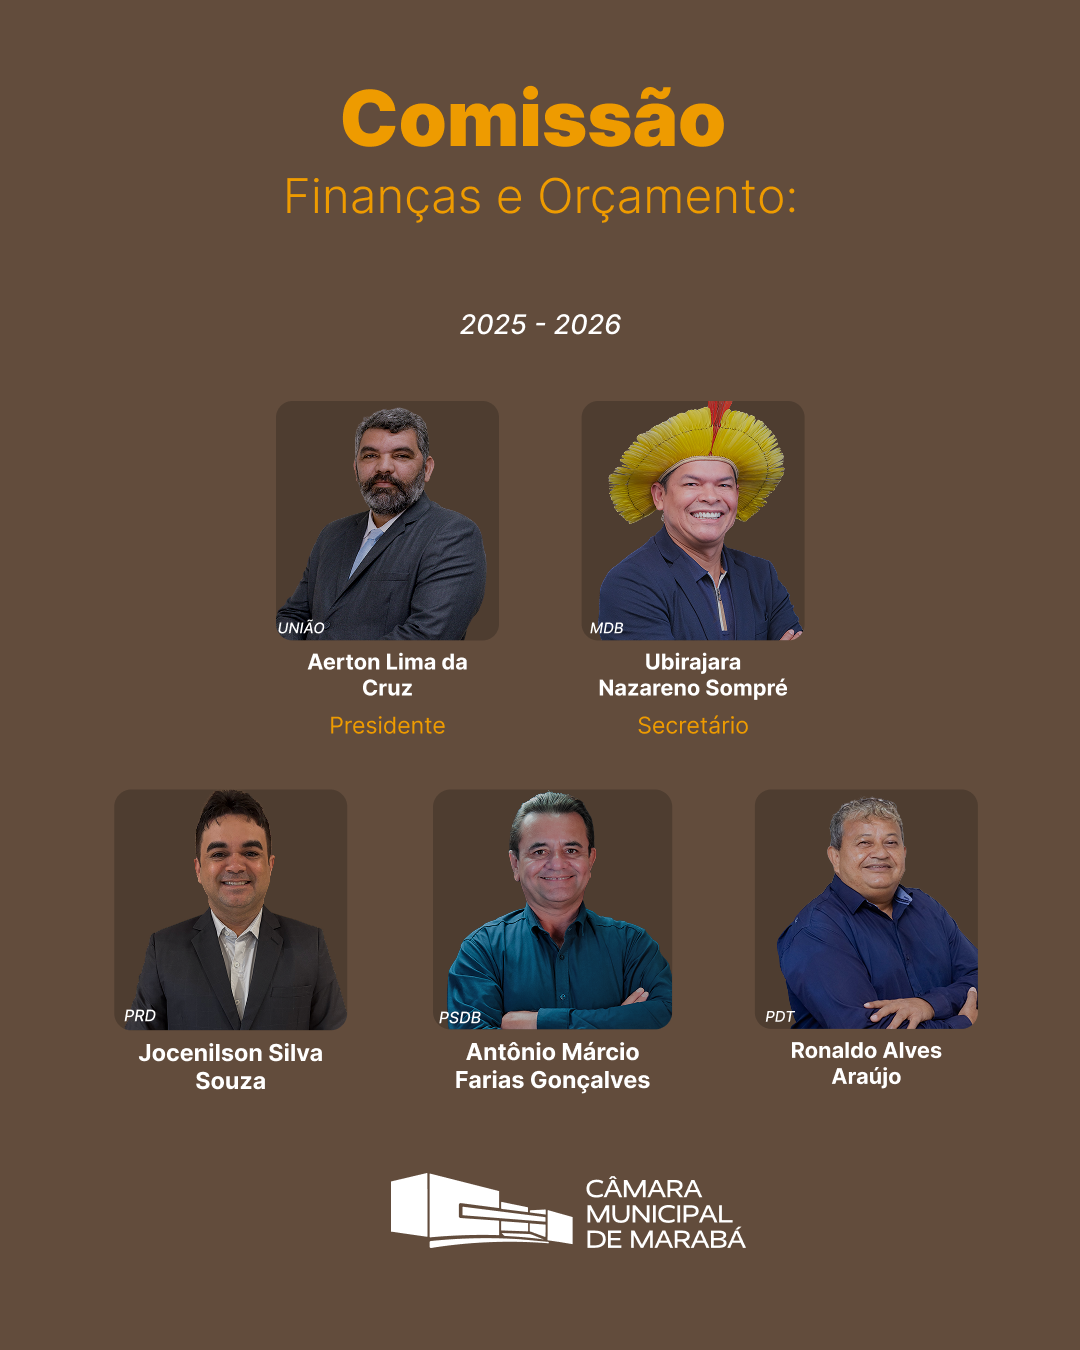 Comissão
Finanças e Orçamento:
2025 - 2026
UNIÃO
Aerton Lima da
Cruz
Presidente
MDB
Ubirajara
Nazareno Sompré
Secretário
PRD
Jocenilson Silva
Souza
PSDB
Antônio Márcio
Farias Gonçalves
PDT
Ronaldo Alves
Araújo
CÂMARA
MUNICIPAL
DE MARABÁ